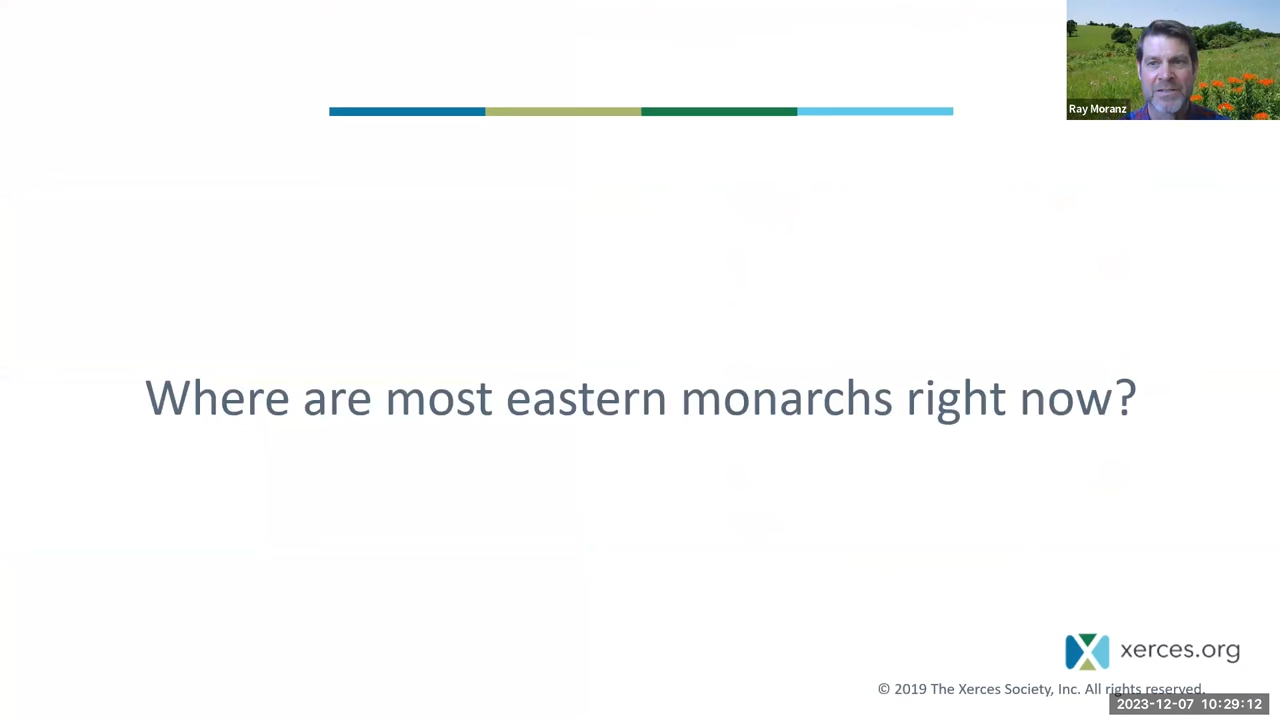 Ray Moranz
Where are most eastern monarchs right now?
xerces.org
© 2019 The Xerces Society, Inc. All rights reserved.
2023-12-07 10:29:12